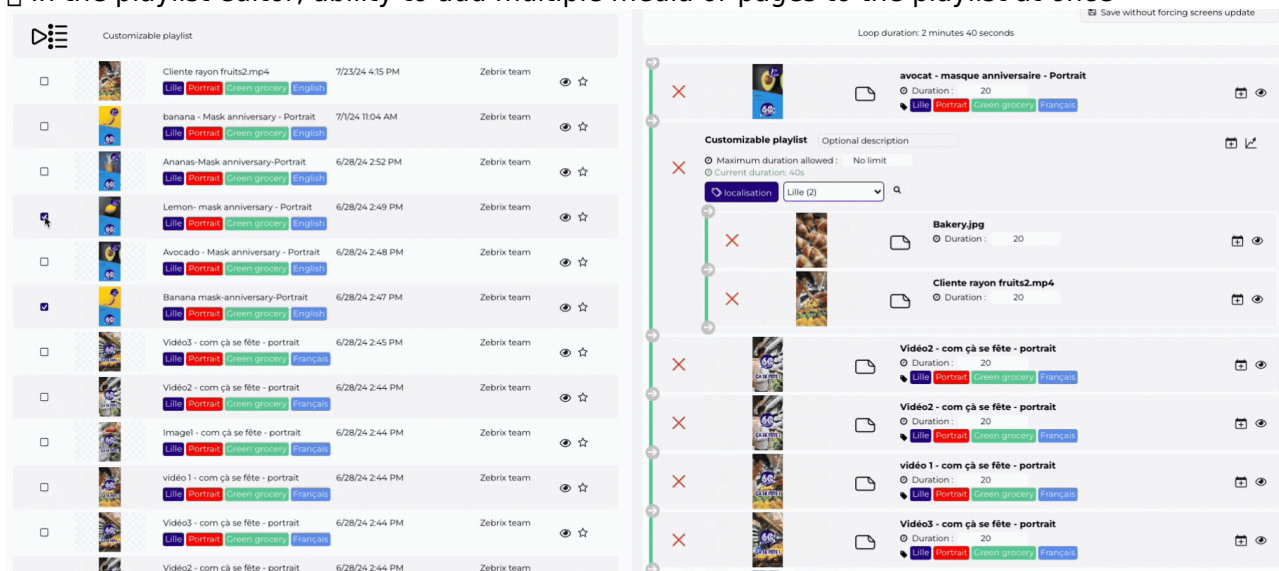 In the playlist editor, ability to add multiple media or pages to the playlist at once
Save without forcing screens update
Customizable playlist
Loop duration: 2 minutes 40 seconds
Cliente rayon fruits2.mp4 7/23/24 4:15 PM Zebrix team
Lille Portrait Green grocery English
banana - Mask anniversary - Portrait 7/1/24 11:04 AM Zebrix team
Lille Portrait Green grocery English
Ananas-Mask anniversary-Portrait 6/28/24 2:52 PM Zebrix team
Lille Portrait Green grocery English
Lemon- mask anniversary - Portrait 6/28/24 2:49 PM Zebrix team
Lille Portrait Green grocery English
Avocado - Mask anniversary - Portrait 6/28/24 2:48 PM Zebrix team
Lille Portrait Green grocery English
Banana mask-anniversary-Portrait 6/28/24 2:47 PM Zebrix team
Lille Portrait Green grocery English
Vidéo3 - com çà se fête - portrait 6/28/24 2:45 PM Zebrix team
Lille Portrait Green grocery Français
Vidéo2 - com çà se fête - portrait 6/28/24 2:44 PM Zebrix team
Lille Portrait Green grocery Français
Image1 - com çà se fête - portrait 6/28/24 2:44 PM Zebrix team
Lille Portrait Green grocery Français
vidéo 1 - com çà se fête - portrait 6/28/24 2:44 PM Zebrix team
Lille Portrait Green grocery Français
Vidéo3 - com çà se fête - portrait 6/28/24 2:44 PM Zebrix team
Lille Portrait Green grocery Français
Vidéo2 - com çà se fête - portrait 6/28/24 2:44 PM Zebrix team
avocat - masque anniversaire - Portrait
Duration : 20
Lille Portrait Green grocery Français
Customizable playlist Optional description
Maximum duration allowed : No limit
Current duration: 40s
localisation Lille (2)
Bakery.jpg
Duration : 20
Cliente rayon fruits2.mp4
Duration : 20
Vidéo2 - com çà se fête - portrait
Duration : 20
Lille Portrait Green grocery Français
Vidéo2 - com çà se fête - portrait
Duration : 20
Lille Portrait Green grocery Français
vidéo 1 - com çà se fête - portrait
Duration : 20
Lille Portrait Green grocery Français
Vidéo3 - com çà se fête - portrait
Duration : 20
Lille Portrait Green grocery Français